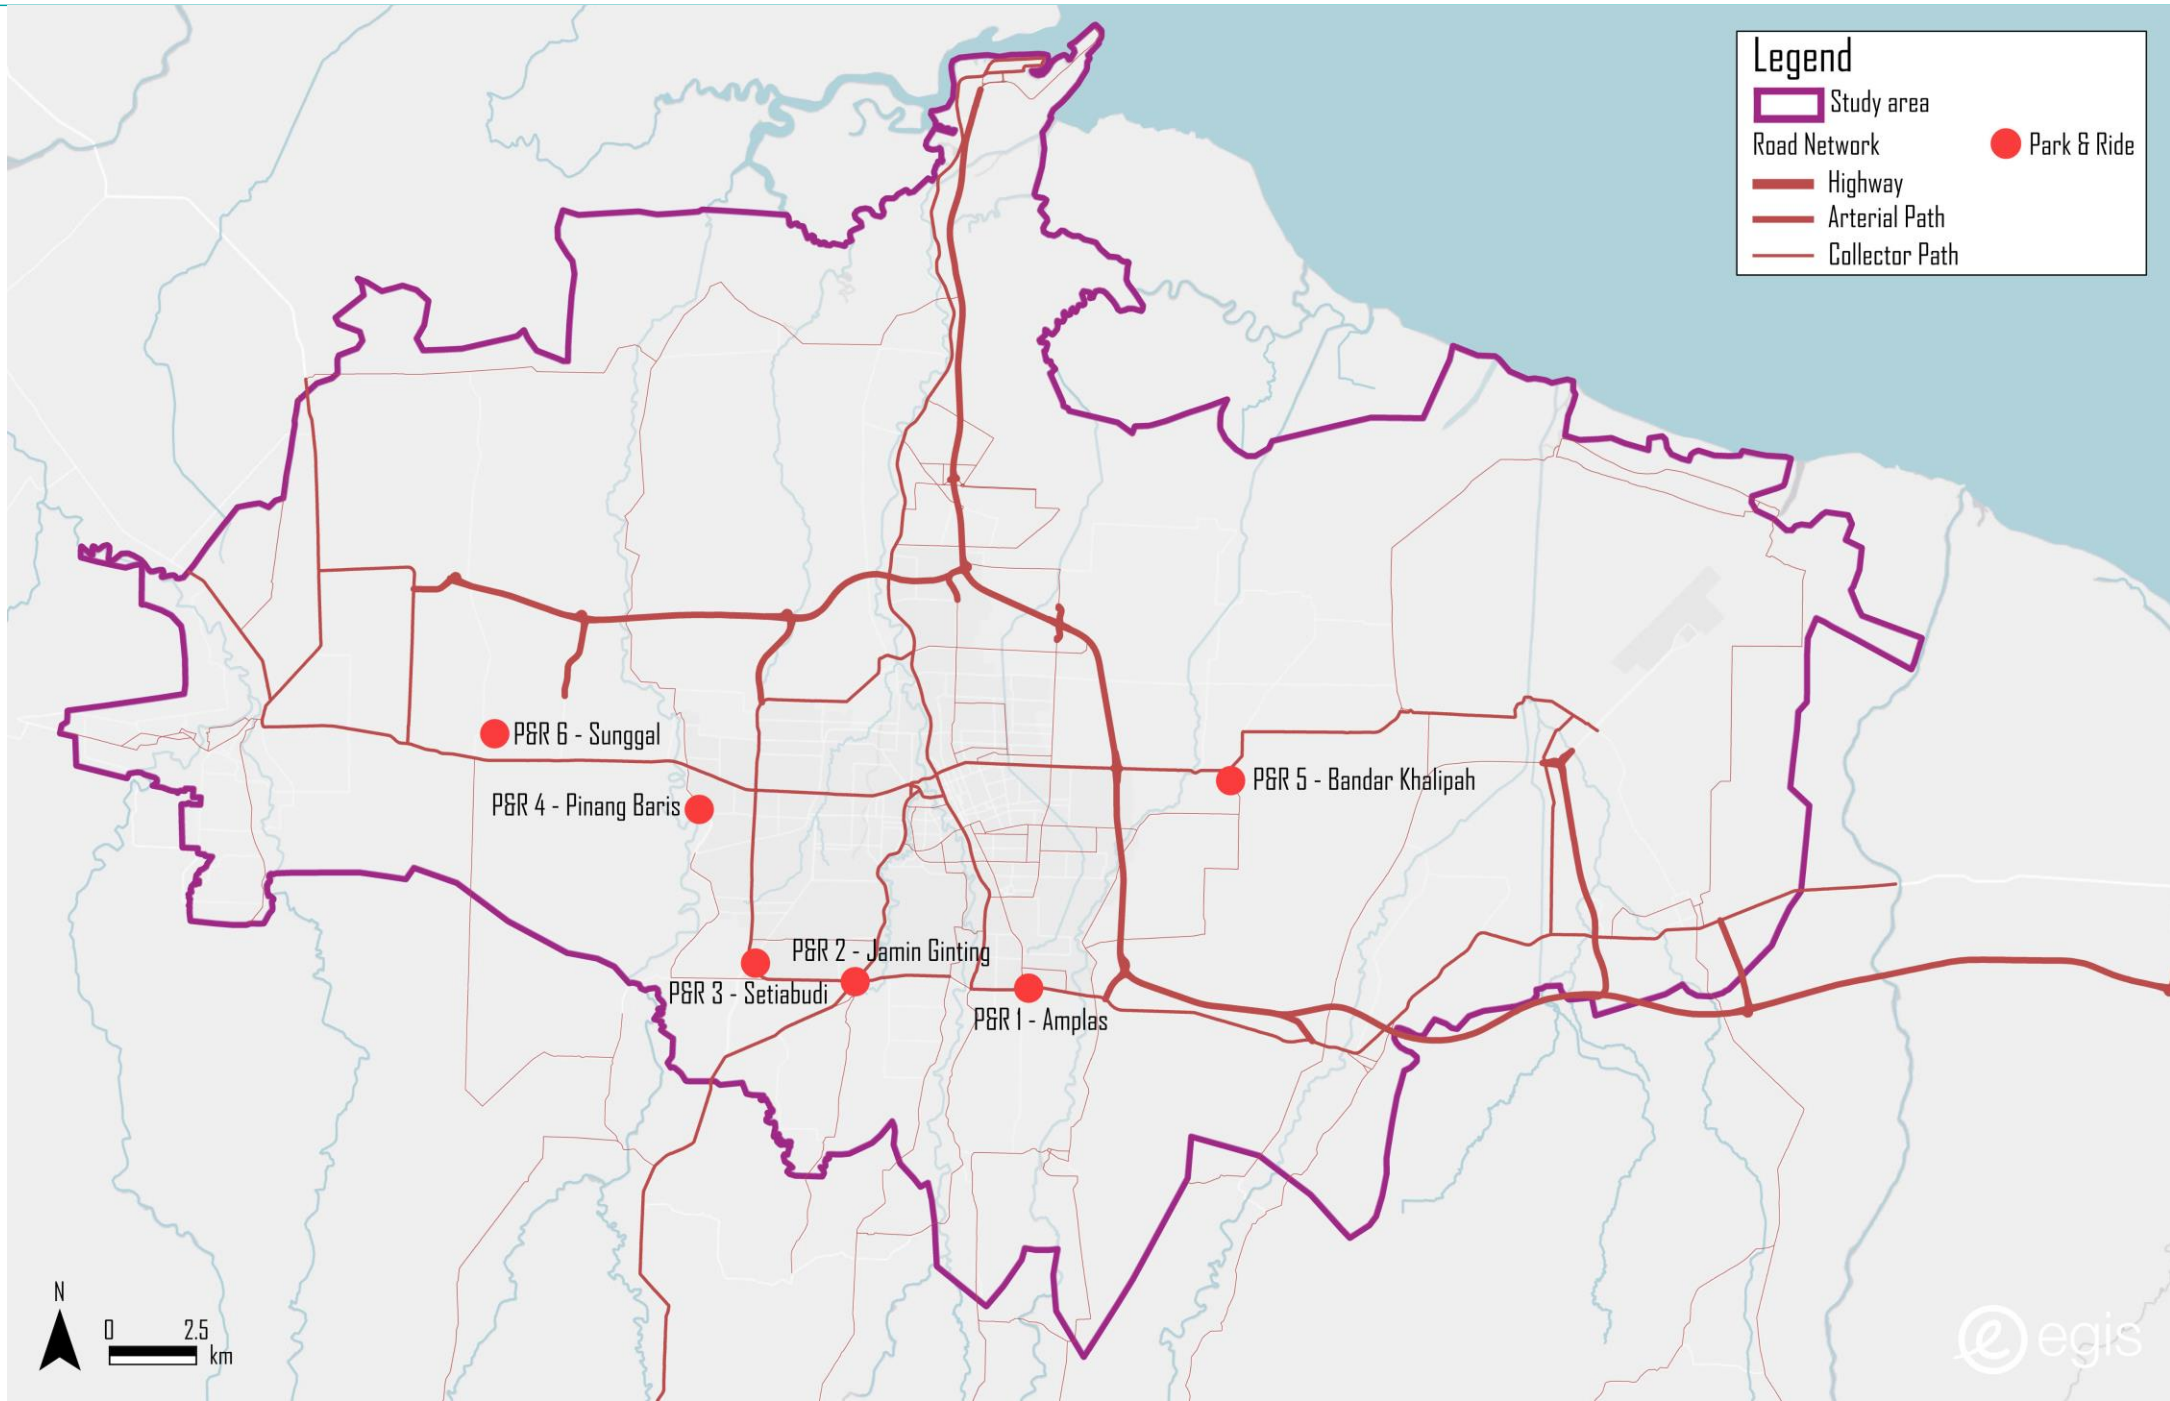 Legend
Study area
Road Network
Park & Ride
Highway
Arterial Path
Collector Path
P&R 6 - Sunggal
P&R 4 - Pinang Baris
P&R 5 - Bandar Khalipah
P&R 2 - Jamin Ginting
P&R 3 - Setiabudi
P&R 1 - Amplas
N
0 2.5
km
e egis